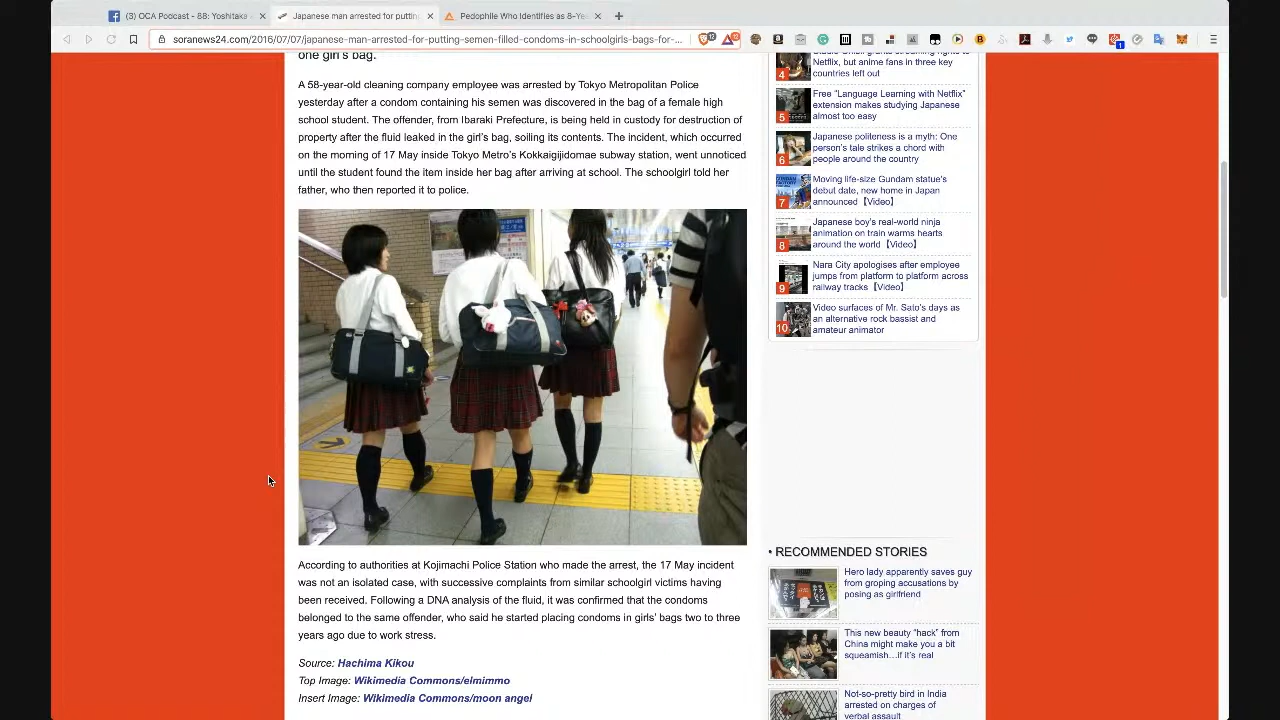 (3) OCA Podcast - 88: Yoshitaka
Japanese man arrested for puttin
Pedophile Who Identifies as 8-Ye
soranews24.com/2016/07/07/japanese-man-arrested-for-putting-semen-filled-condoms-in-schoolgirls-bags-for-...
one girl's bag.
A 58-year-old cleaning company employee was arrested by Tokyo Metropolitan Police
yesterday after a condom containing his semen was discovered in the bag of a female high
school student. The offender, from Ibaraki Prefecture, is being held in custody for destruction of
property after the fluid leaked in the girl's bag, soiling its contents. The incident, which occurred
on the morning of 17 May inside Tokyo Metro's Kokkaigijidomae subway station, went unnoticed
until the student found the item inside her bag after arriving at school. The schoolgirl told her
father, who then reported it to police.
According to authorities at Kojimachi Police Station who made the arrest, the 17 May incident
was not an isolated case, with successive complaints from similar schoolgirl victims having
been received. Following a DNA analysis of the fluid, it was confirmed that the condoms
belonged to the same offender, who said he started placing condoms in girls' bags two to three
years ago due to work stress.
Source: Hachima Kikou
Top Image: Wikimedia Commons/elmimmo
Insert Image: Wikimedia Commons/moon angel
4
Netflix, but anime fans in three key
countries left out
5
Free "Language Learning with Netflix"
extension makes studying Japanese
almost too easy
6
Japanese politeness is a myth: One
person's tale strikes a chord with
people around the country
7
Moving life-size Gundam statue's
debut date, new home in Japan
announced【Video】
8
Japanese boy's real-world ninja
animation on train warms hearts
around the world【Video】
9
Nara City apologises after employee
jumps from platform to platform across
railway tracks【Video】
10
Video surfaces of Mr. Sato's days as
an alternative rock bassist and
amateur animator
• RECOMMENDED STORIES
Hero lady apparently saves guy
from groping accusations by
posing as girlfriend
This new beauty "hack" from
China might make you a bit
squeamish…if it's real
Not-so-pretty bird in India
arrested on charges of
verbal assault